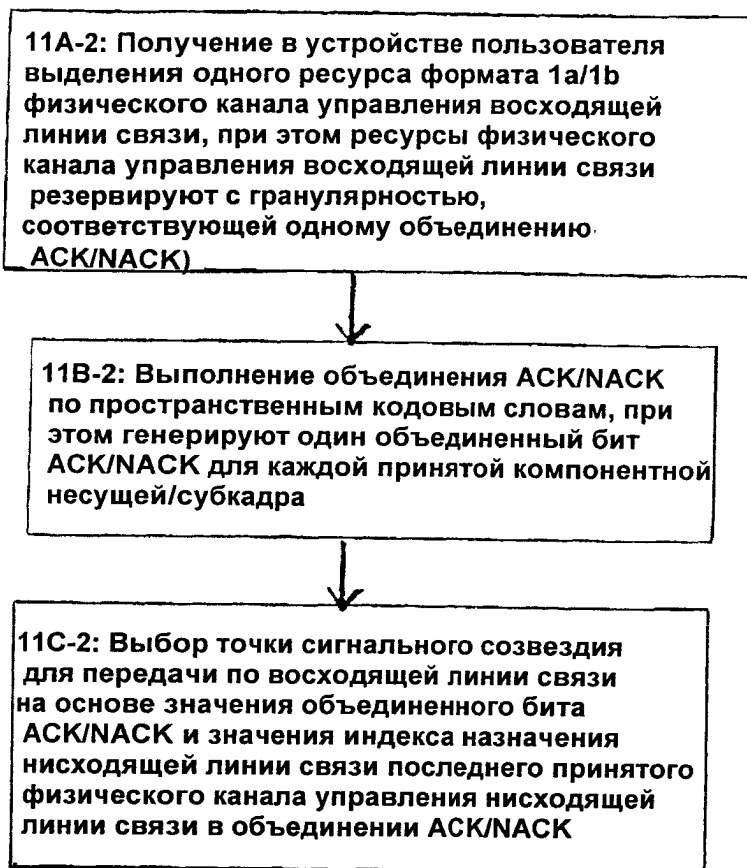 11A-2: Получение в устройстве пользователя
выделения одного ресурса формата 1a/1b
физического канала управления восходящей
линии связи, при этом ресурсы физического
канала управления восходящей линии связи
резервируют с гранулярностью,
соответствующей одному объединению
ACK/NACK)
11B-2: Выполнение объединения ACK/NACK
по пространственным кодовым словам, при
этом генерируют один объединенный бит
ACK/NACK для каждой принятой компонентной
несущей/субкадра
11C-2: Выбор точки сигнального созвездия
для передачи по восходящей линии связи
на основе значения объединенного бита
ACK/NACK и значения индекса назначения
нисходящей линии связи последнего принятого
физического канала управления нисходящей
линии связи в объединении ACK/NACK